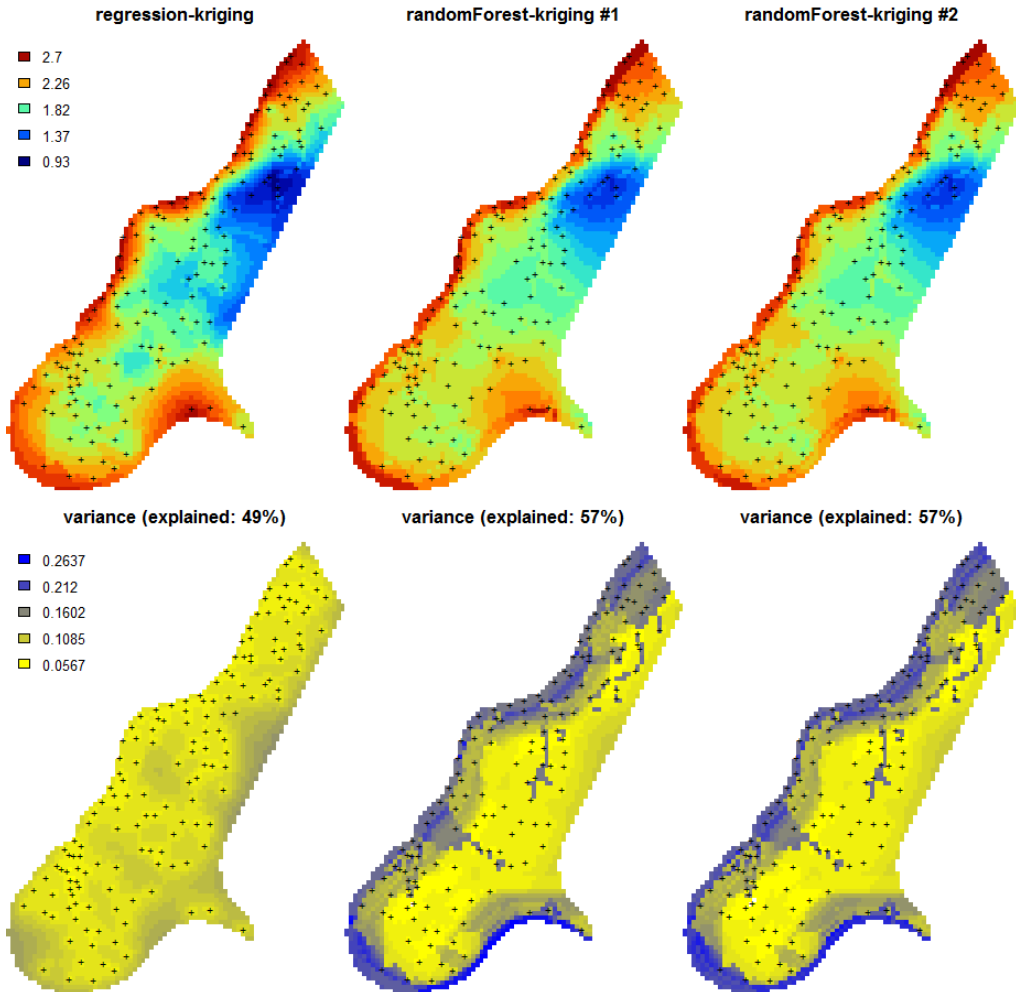 regression-kriging
randomForest-kriging #1
randomForest-kriging #2
2.7
2.26
1.82
1.37
0.93
variance (explained: 49%)
variance (explained: 57%)
variance (explained: 57%)
0.2637
0.212
0.1602
0.1085
0.0567